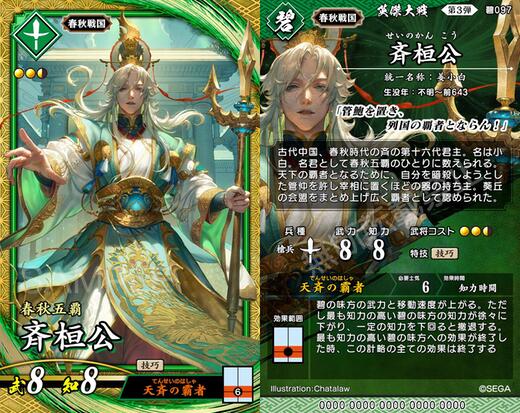 春秋戦国
春秋五覇
斉桓公
武8 知8
技巧
てんせいのはしゃ
天斉の覇者
6
碧
春秋戦国
英傑大戦
第3弾
碧097
せいのかん こう
斉桓公
統一名称：姜小白
生没年：不明～前643
「管鮑を置き、
列国の覇者とならん！」
古代中国、春秋時代の斉の第十六代君主。名は小
白。名君として春秋五覇のひとりに数えられる。
天下の覇者となるために、自分を暗殺しようとし
た管仲を許し宰相に置くほどの器の持ち主。葵丘
の会盟をまとめ上げ広く覇者として認められた。
兵種 武力 知力 武将コスト
槍兵 8 8 特技 技巧
てんせいのはしゃ 必要士気 効果時間
天斉の覇者 6 知力時間
効果範囲
碧の味方の武力と移動速度が上がる。ただ
し最も知力の高い碧の味方の知力が徐々に
下がり、一定の知力を下回ると撤退する。
最も知力の高い碧の味方への効果が終了し
た時、この計略の全ての効果は終了する
Illustration:Chatalaw
©SEGA
0000 0000 0000 0000 0000